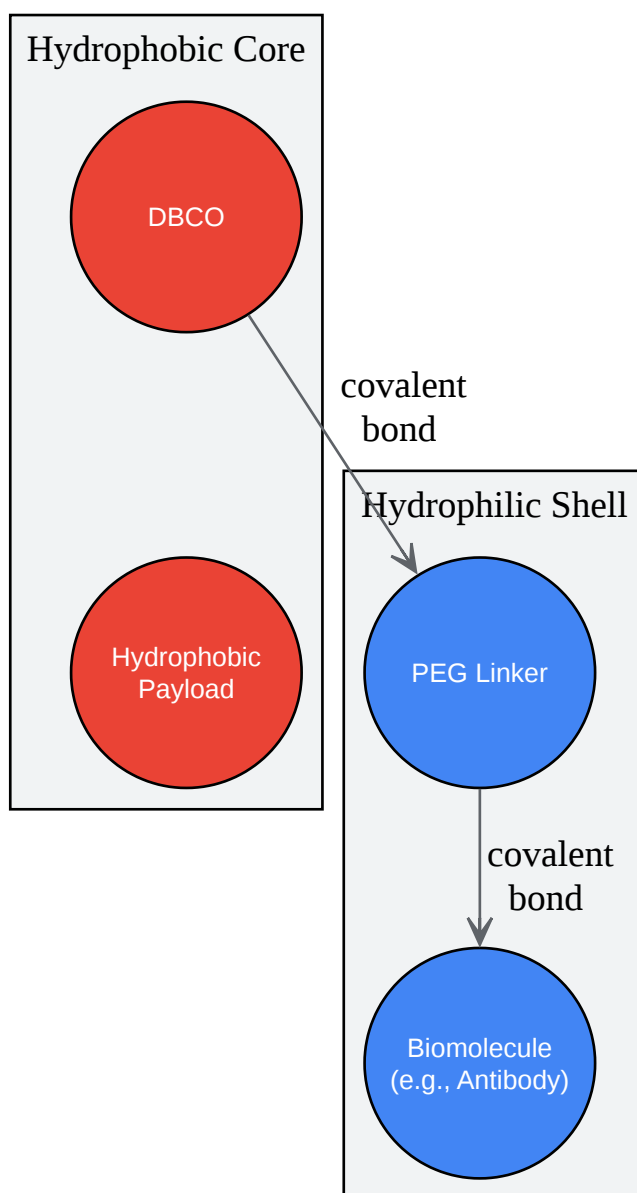 Hydrophobic Core
DBCO
covalent
bond
Hydrophilic Shell
Hydrophobic
Payload
PEG Linker
covalent
bond
Biomolecule
(e.g., Antibody)